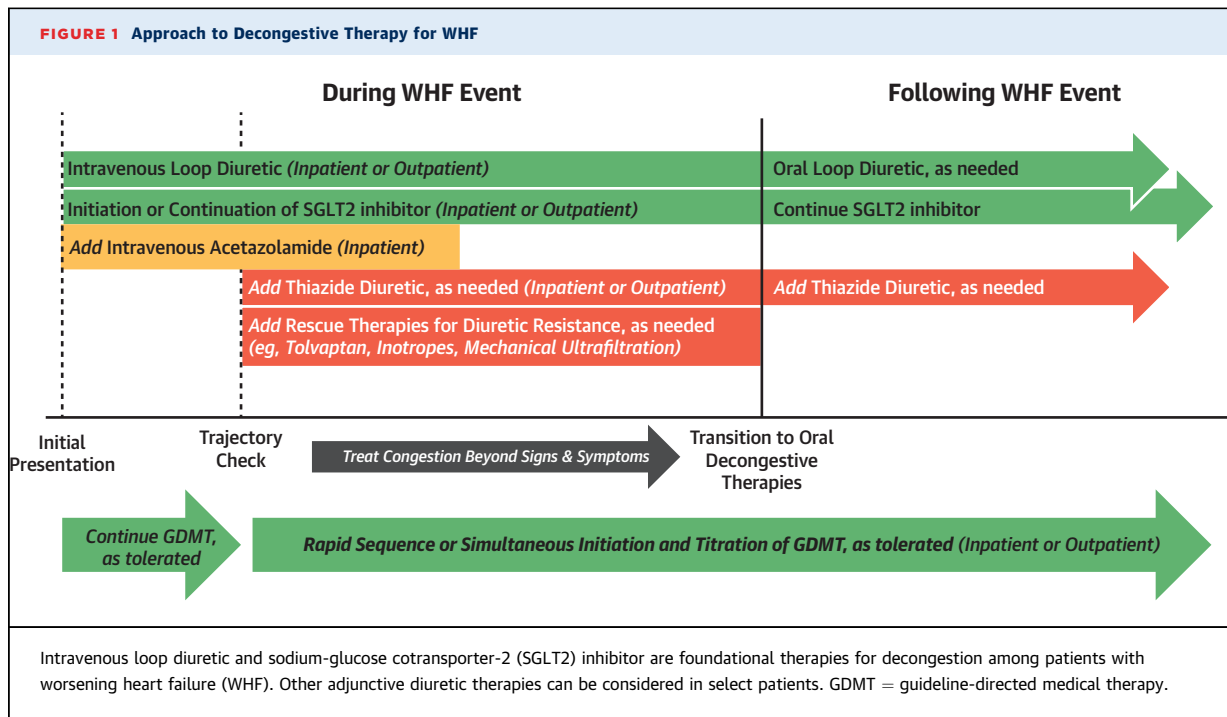 FIGURE 1 Approach to Decongestive Therapy for WHF
During WHF Event
Following WHF Event
Intravenous Loop Diuretic (Inpatient or Outpatient)
Oral Loop Diuretic, as needed
Initiation or Continuation of SGLT2 inhibitor (Inpatient or Outpatient)
Continue SGLT2 inhibitor
Add Intravenous Acetazolamide (Inpatient)
Add Thiazide Diuretic, as needed (Inpatient or Outpatient)
Add Thiazide Diuretic, as needed
Add Rescue Therapies for Diuretic Resistance, as needed
(eg, Tolvaptan, Inotropes, Mechanical Ultrafiltration)
Initial
Presentation
Trajectory
Check
Treat Congestion Beyond Signs & Symptoms
Transition to Oral
Decongestive
Therapies
Continue GDMT,
as tolerated
Rapid Sequence or Simultaneous Initiation and Titration of GDMT, as tolerated (Inpatient or Outpatient)
Intravenous loop diuretic and sodium-glucose cotransporter-2 (SGLT2) inhibitor are foundational therapies for decongestion among patients with
worsening heart failure (WHF). Other adjunctive diuretic therapies can be considered in select patients. GDMT = guideline-directed medical therapy.